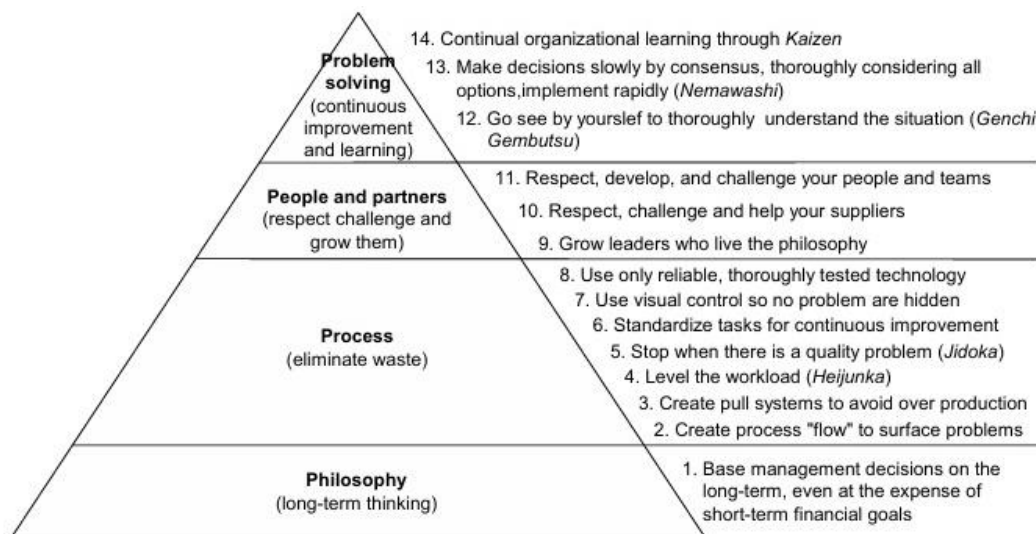 14. Continual organizational learning through Kaizen
Problem
solving
(continuous
improvement
and learning)
13. Make decisions slowly by consensus, thoroughly considering all
options,implement rapidly (Nemawashi)
12. Go see by yourslef to thoroughly understand the situation (Genchi
Gembutsu)
People and partners
(respect challenge and
grow them)
11. Respect, develop, and challenge your people and teams
10. Respect, challenge and help your suppliers
9. Grow leaders who live the philosophy
Process
(eliminate waste)
8. Use only reliable, thoroughly tested technology
7. Use visual control so no problem are hidden
6. Standardize tasks for continuous improvement
5. Stop when there is a quality problem (Jidoka)
4. Level the workload (Heijunka)
3. Create pull systems to avoid over production
2. Create process "flow" to surface problems
Philosophy
(long-term thinking)
1. Base management decisions on the
long-term, even at the expense of
short-term financial goals